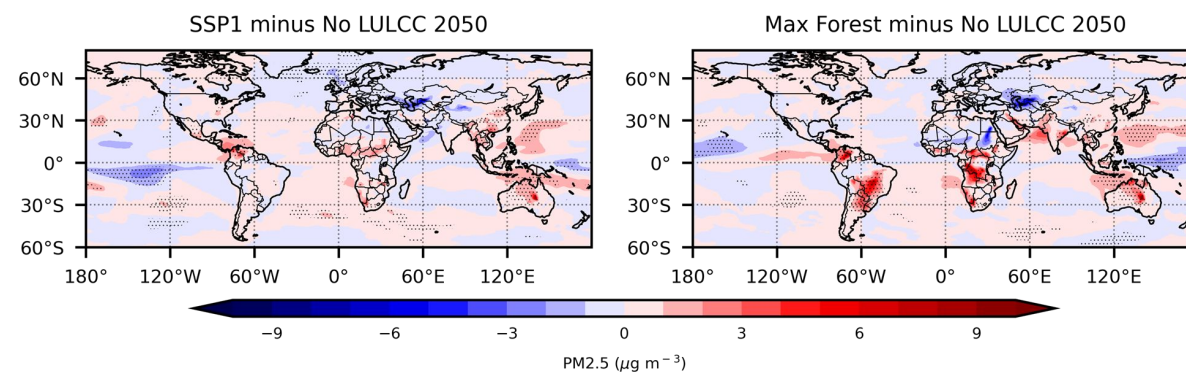 SSP1 minus No LULCC 2050
Max Forest minus No LULCC 2050
60°N
30°N
0°
30°S
60°S
180° 120°W 60°W 0° 60°E 120°E
60°N
30°N
0°
30°S
60°S
180° 120°W 60°W 0° 60°E 120°E
−9 −6 −3 0 3 6 9
PM2.5 (μg m⁻³)